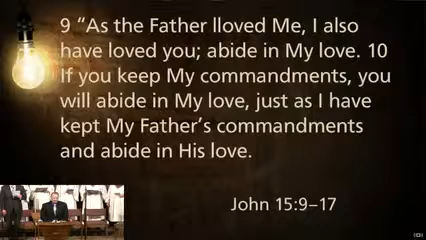 9 “As the Father lloved Me, I also
have loved you; abide in My love. 10
If you keep My commandments, you
will abide in My love, just as I have
kept My Father’s commandments
and abide in His love.
John 15:9–17